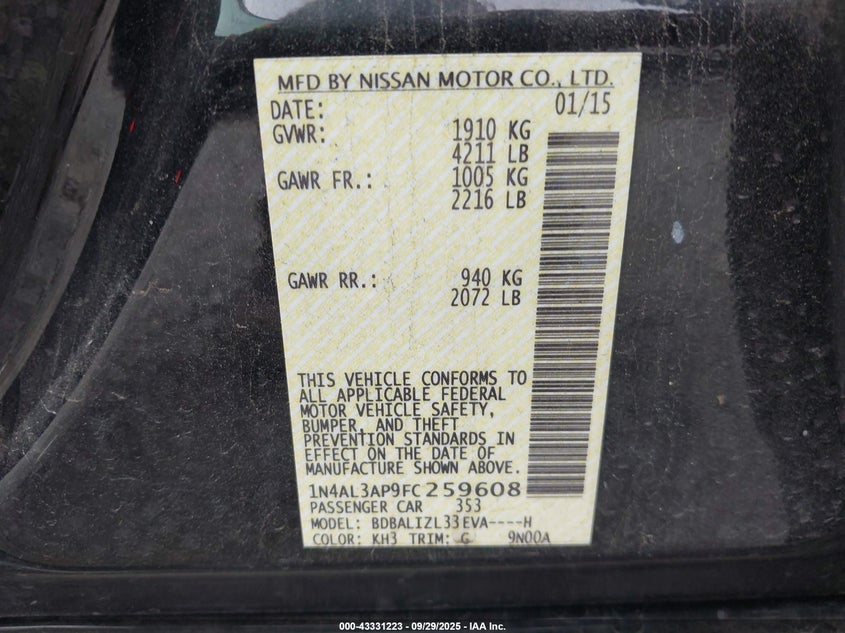 MFD BY NISSAN MOTOR CO., LTD.
DATE: 01/15
GVWR: 1910 KG
4211 LB
GAWR FR.: 1005 KG
2216 LB
GAWR RR.: 940 KG
2072 LB
THIS VEHICLE CONFORMS TO
ALL APPLICABLE FEDERAL
MOTOR VEHICLE SAFETY,
BUMPER, AND THEFT
PREVENTION STANDARDS IN
EFFECT ON THE DATE OF
MANUFACTURE SHOWN ABOVE.
1N4AL3AP9FC259608
PASSENGER CAR 353
MODEL: BDBALIZL33EVA----H
COLOR: KH3 TRIM: G 9N00A
000-43331223 - 09/29/2025 - IAA Inc.